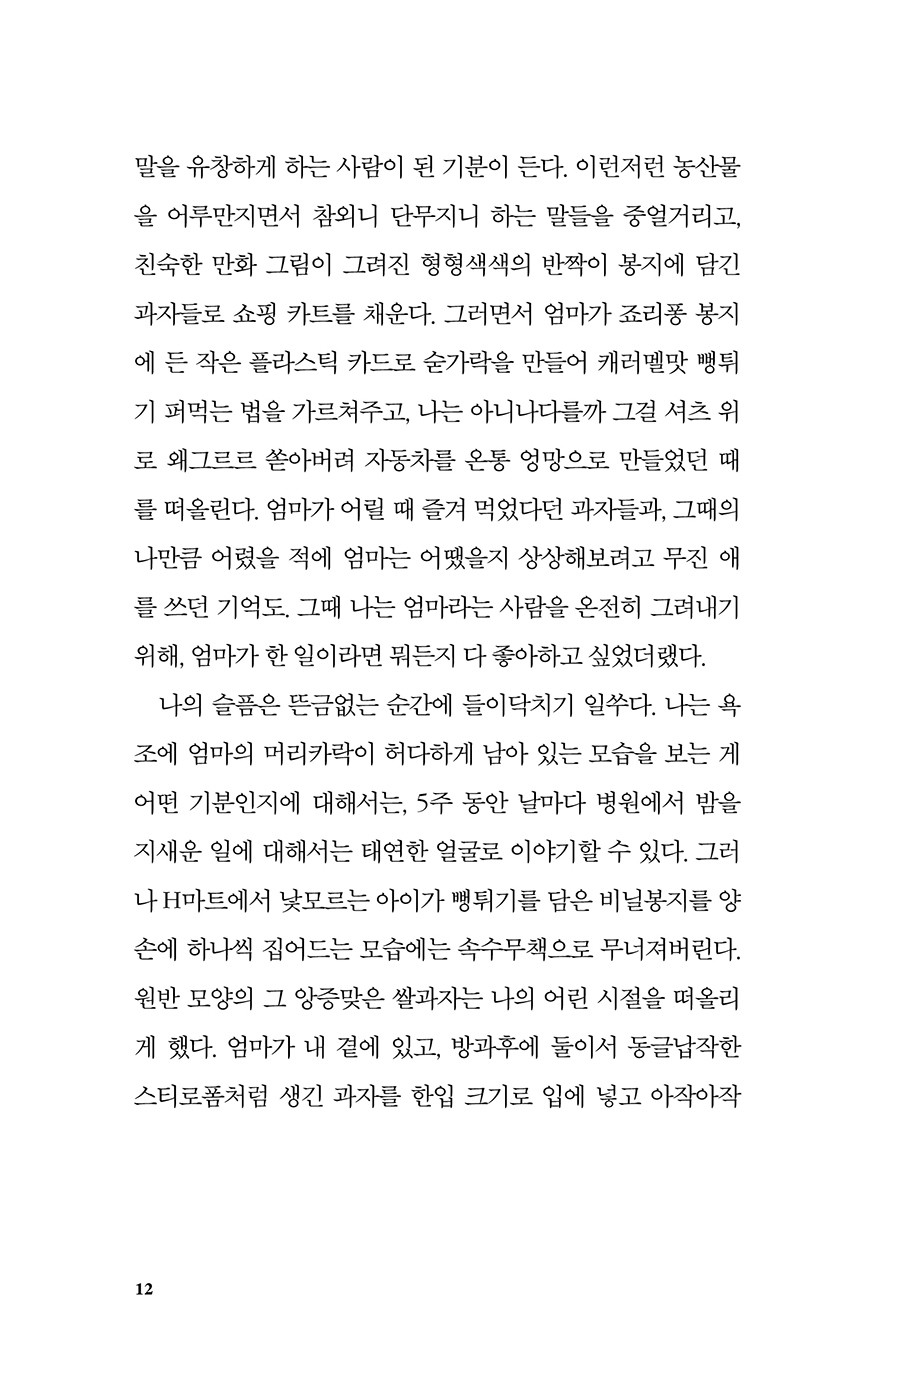 말을 유창하게 하는 사람이 된 기분이 든다. 이런저런 농산물
을 어루만지면서 참외니 단무지니 하는 말들을 중얼거리고,
친숙한 만화 그림이 그려진 형형색색의 반짝이 봉지에 담긴
과자들로 쇼핑 카트를 채운다. 그러면서 엄마가 죠리퐁 봉지
에 든 작은 플라스틱 카드로 숟가락을 만들어 캐러멜맛 뻥튀
기 퍼먹는 법을 가르쳐주고, 나는 아니나다를까 그걸 셔츠 위
로 왜그르르 쏟아버려 자동차를 온통 엉망으로 만들었던 때
를 떠올린다. 엄마가 어릴 때 즐겨 먹었다던 과자들과, 그때의
나만큼 어렸을 적에 엄마는 어땠을지 상상해보려고 무진 애
를 쓰던 기억도. 그때 나는 엄마라는 사람을 온전히 그려내기
위해, 엄마가 한 일이라면 뭐든지 다 좋아하고 싶었더랬다.
나의 슬픔은 뜬금없는 순간에 들이닥치기 일쑤다. 나는 욕
조에 엄마의 머리카락이 허다하게 남아 있는 모습을 보는 게
어떤 기분인지에 대해서는, 5주 동안 날마다 병원에서 밤을
지새운 일에 대해서는 태연한 얼굴로 이야기할 수 있다. 그러
나 H마트에서 낯모르는 아이가 뻥튀기를 담은 비닐봉지를 양
손에 하나씩 집어드는 모습에는 속수무책으로 무너져버린다.
원반 모양의 그 앙증맞은 쌀과자는 나의 어린 시절을 떠올리
게 했다. 엄마가 내 곁에 있고, 방과후에 둘이서 동글납작한
스티로폼처럼 생긴 과자를 한입 크기로 입에 넣고 아작아작
12